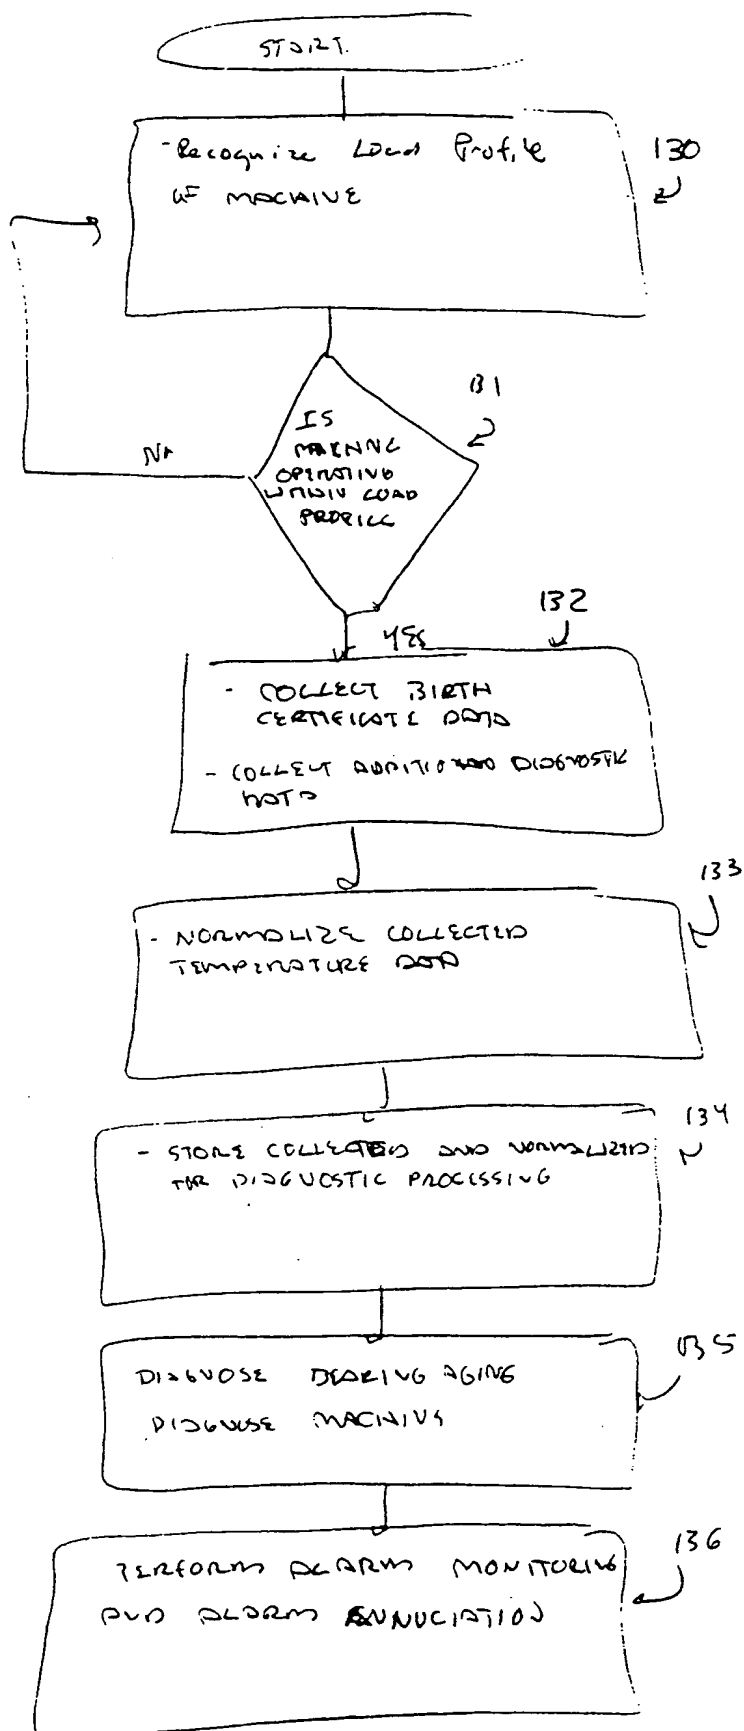 START.
- Recognize Load Profile
OF MACHINE
130
131
IS
MACHINE
OPERATING
WITHIN LOAD
PROFILE
NO
YES
132
- COLLECT BIRTH
CERTIFICATE DATA
- COLLECT ADDITIONAL DIAGNOSTIC
DATA
133
- NORMALIZE COLLECTED
TEMPERATURE DATA
134
- STORE COLLECTED AND NORMALIZED
FOR DIAGNOSTIC PROCESSING
135
DIAGNOSE BEARING AGING
DIAGNOSE MACHINE
136
PERFORM ALARM MONITORING
AND ALARM ANNUCIATION